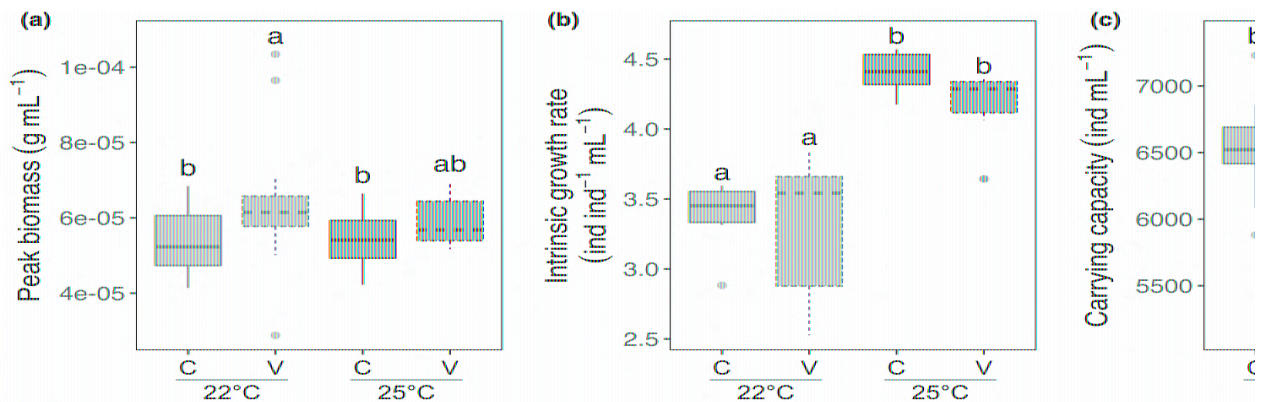 (a)
Peak biomass (g mL⁻¹)
1e-04
8e-05
6e-05
4e-05
b
a
b
ab
C
V
C
V
22°C
25°C
(b)
Intrinsic growth rate
(ind ind⁻¹ mL⁻¹)
4.5
4.0
3.5
3.0
2.5
a
a
b
b
C
V
C
V
22°C
25°C
(c)
Carrying capacity (ind mL⁻¹)
7000
6500
6000
5500